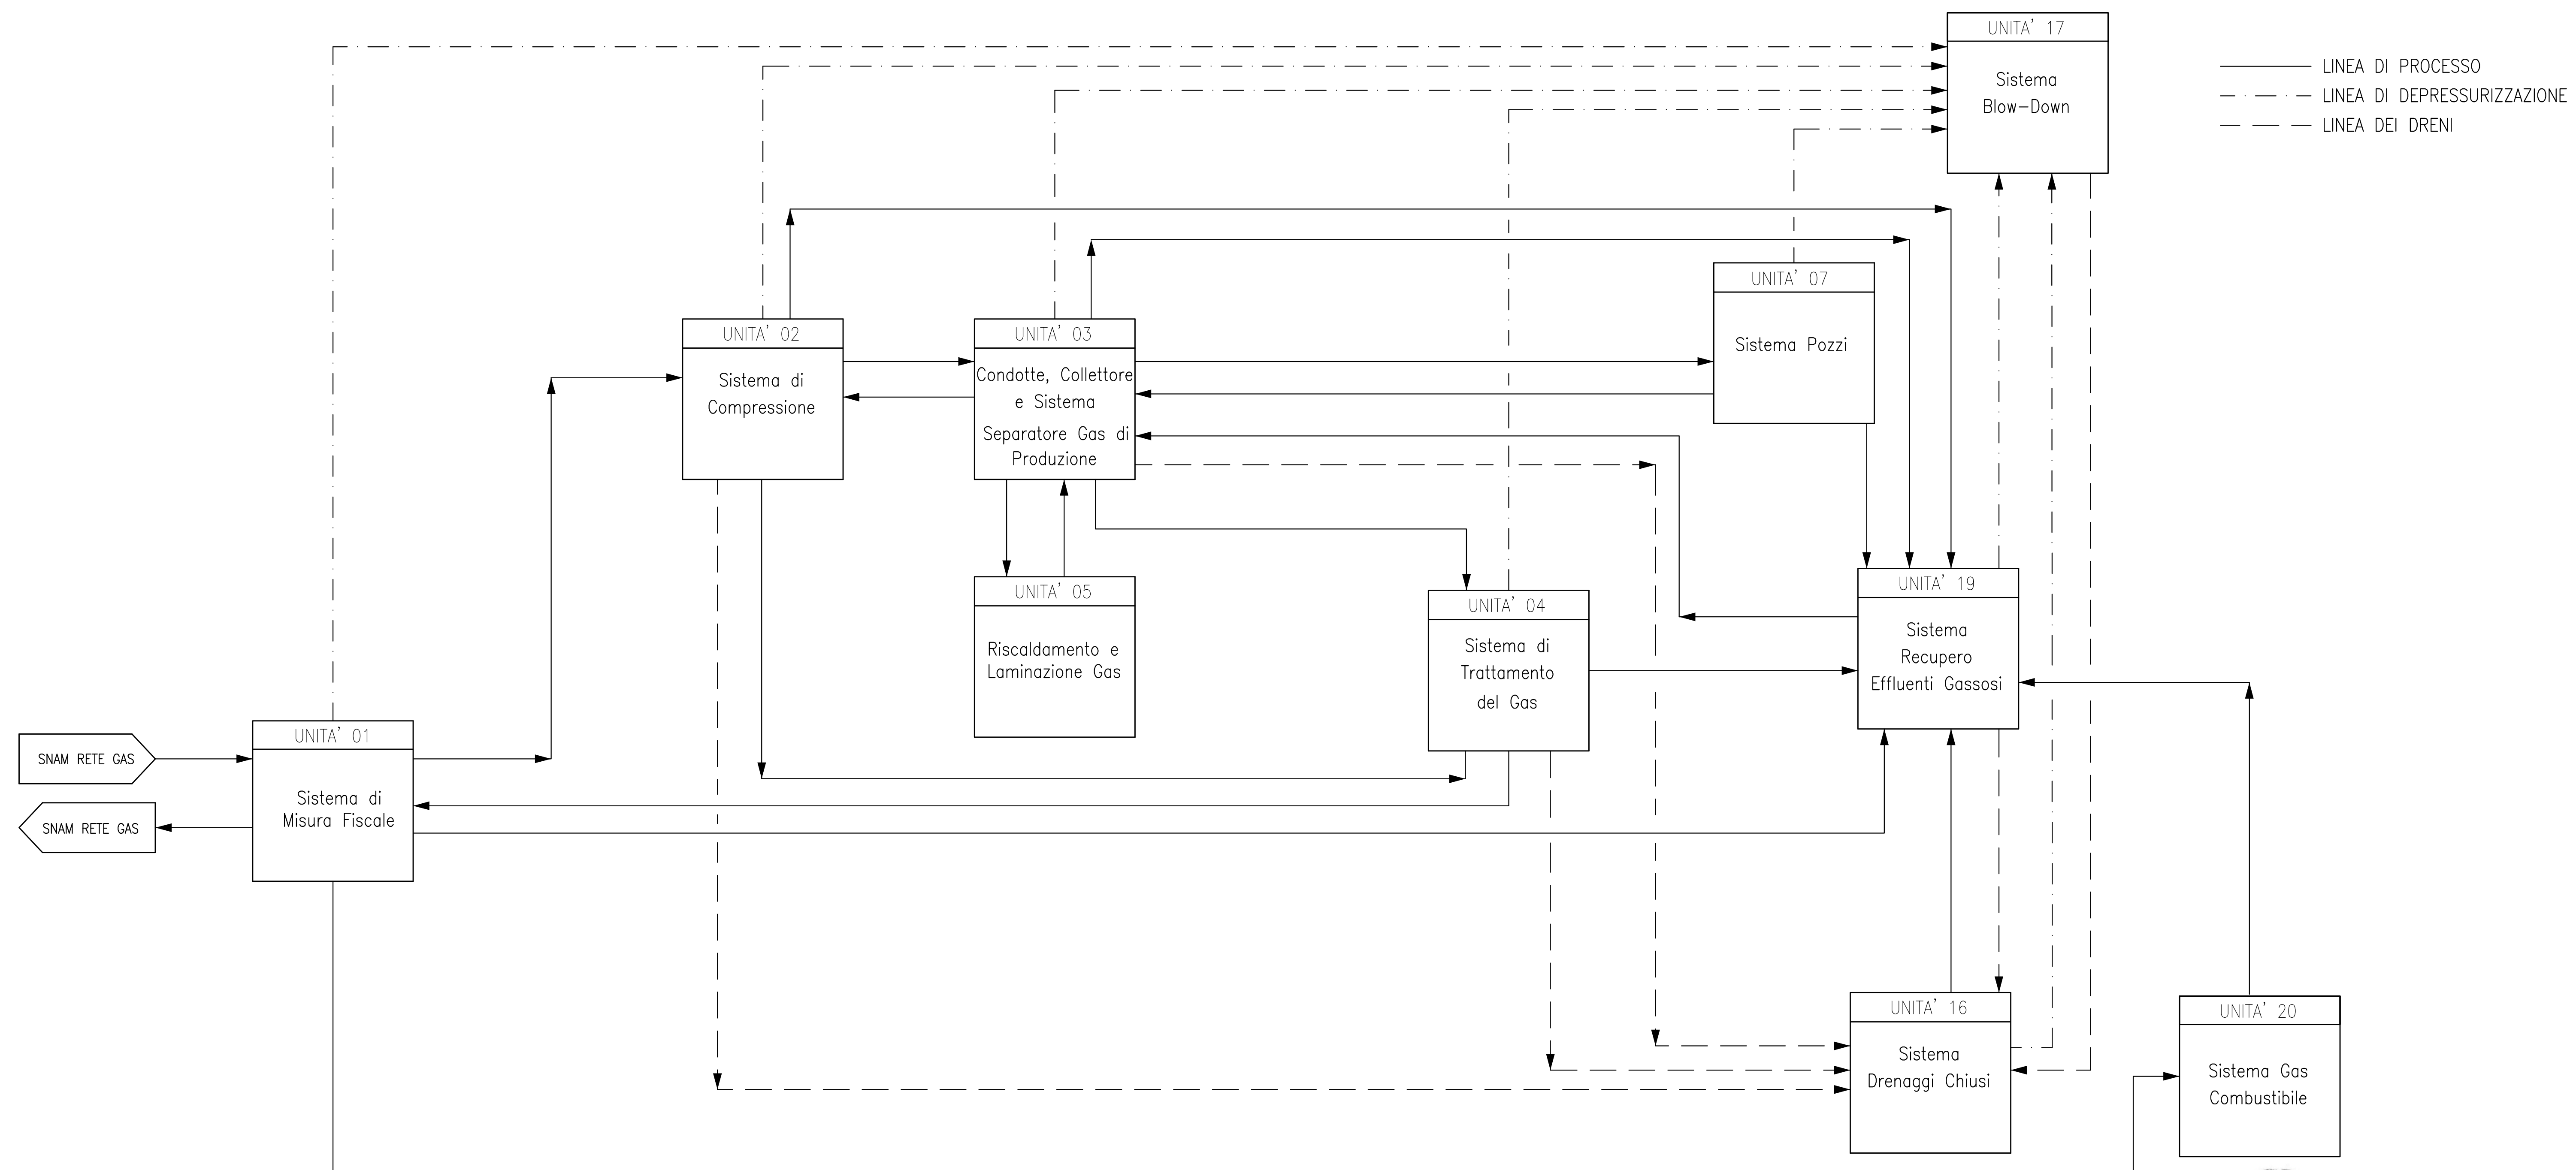 UNITA' 17
Sistema
Blow-Down
LINEA DI PROCESSO
LINEA DI DEPRESSURIZZAZIONE
LINEA DEI DRENI
UNITA' 07
Sistema Pozzi
UNITA' 02
Sistema di
Compressione
UNITA' 03
Condotte, Collettore
e Sistema
Separatore Gas di
Produzione
UNITA' 05
Riscaldamento e
Laminazione Gas
UNITA' 04
Sistema di
Trattamento
del Gas
UNITA' 19
Sistema
Recupero
Effluenti Gassosi
SNAM RETE GAS
SNAM RETE GAS
UNITA' 01
Sistema di
Misura Fiscale
UNITA' 16
Sistema
Drenaggi Chiusi
UNITA' 20
Sistema Gas
Combustibile